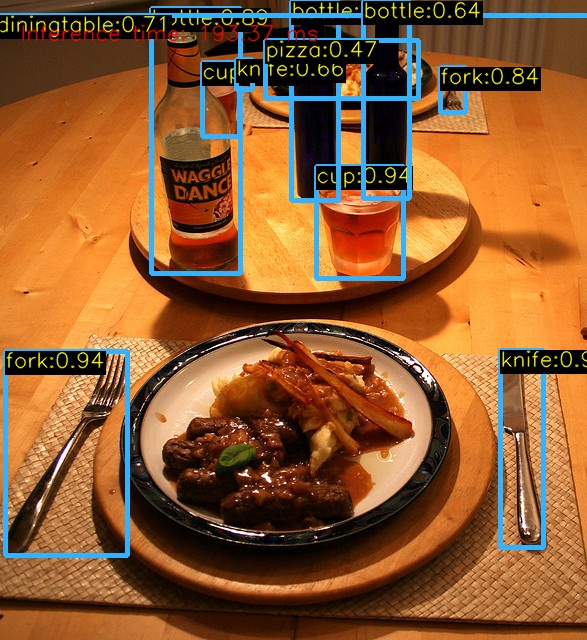 bottle:0.89
bottle:
bottle:0.64
diningtable:0.71
Inference time: 193.37 ms
pizza:0.47
cup
knife:0.66
fork:0.84
cup:0.94
WAGGLE
DANCE
fork:0.94
knife:0.9